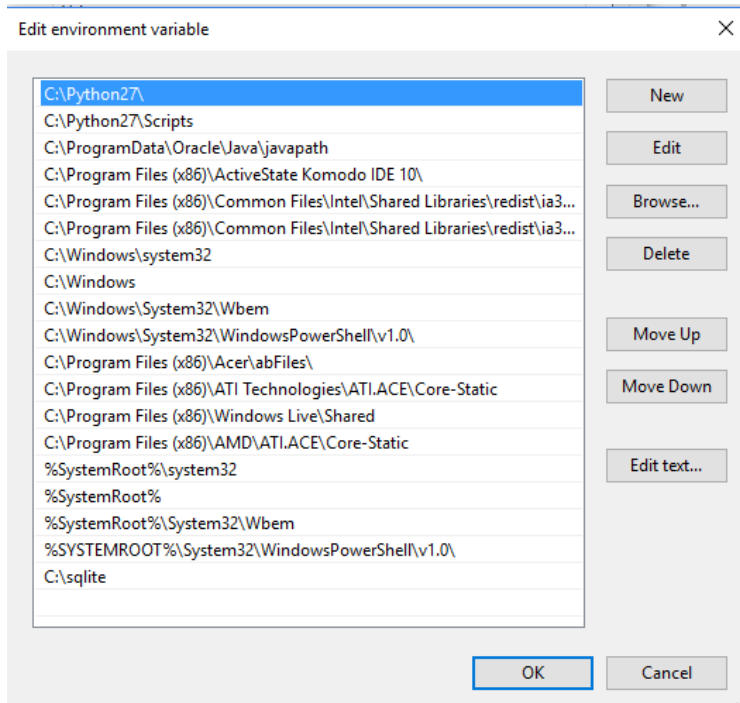 Edit environment variable
C:\Python27\
C:\Python27\Scripts
C:\ProgramData\Oracle\Java\javapath
C:\Program Files (x86)\ActiveState Komodo IDE 10\
C:\Program Files (x86)\Common Files\Intel\Shared Libraries\redist\ia3...
C:\Program Files (x86)\Common Files\Intel\Shared Libraries\redist\ia3...
C:\Windows\system32
C:\Windows
C:\Windows\System32\Wbem
C:\Windows\System32\WindowsPowerShell\v1.0\
C:\Program Files (x86)\Acer\abFiles\
C:\Program Files (x86)\ATI Technologies\ATI.ACE\Core-Static
C:\Program Files (x86)\Windows Live\Shared
C:\Program Files (x86)\AMD\ATI.ACE\Core-Static
%SystemRoot%\system32
%SystemRoot%
%SystemRoot%\System32\Wbem
%SYSTEMROOT%\System32\WindowsPowerShell\v1.0\
C:\sqlite
New
Edit
Browse...
Delete
Move Up
Move Down
Edit text...
OK
Cancel